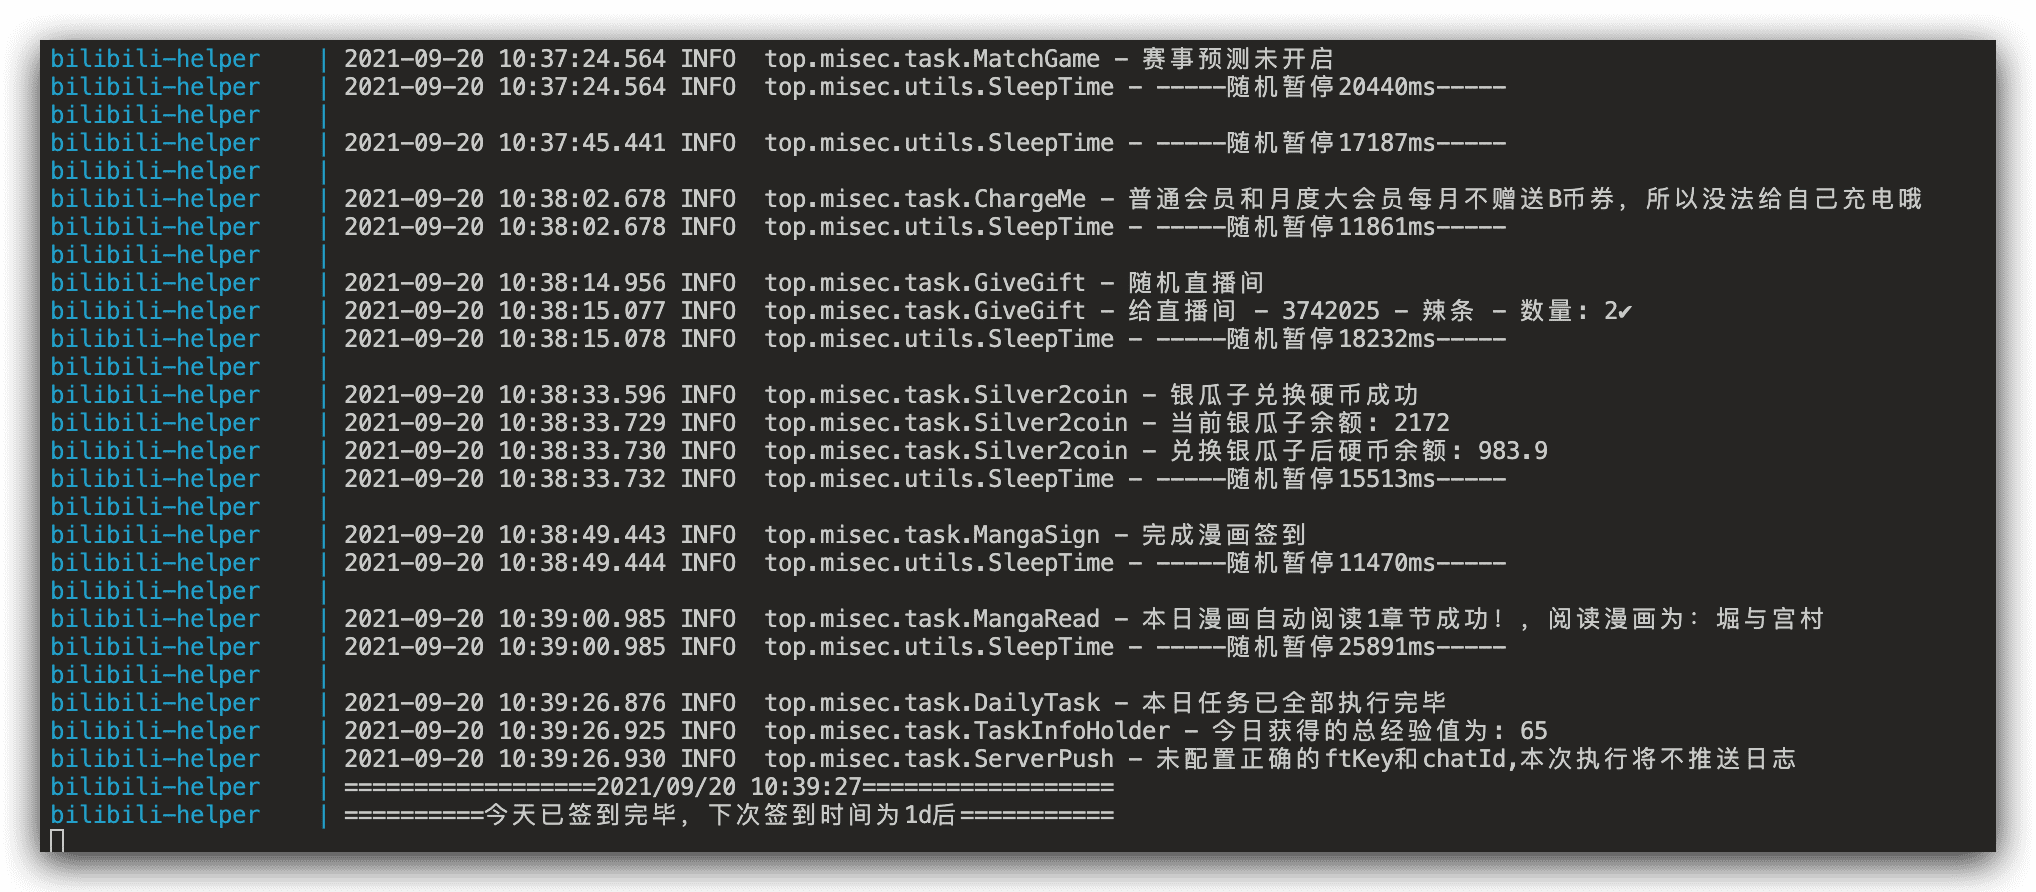 bilibili-helper    | 2021-09-20 10:37:24.564 INFO  top.misec.task.MatchGame - 赛事预测未开启
bilibili-helper    | 2021-09-20 10:37:24.564 INFO  top.misec.utils.SleepTime - -----随机暂停20440ms-----
bilibili-helper    |
bilibili-helper    | 2021-09-20 10:37:45.441 INFO  top.misec.utils.SleepTime - -----随机暂停17187ms-----
bilibili-helper    |
bilibili-helper    | 2021-09-20 10:38:02.678 INFO  top.misec.task.ChargeMe - 普通会员和月度大会员每月不赠送B币券，所以没法给自己充电哦
bilibili-helper    | 2021-09-20 10:38:02.678 INFO  top.misec.utils.SleepTime - -----随机暂停11861ms-----
bilibili-helper    |
bilibili-helper    | 2021-09-20 10:38:14.956 INFO  top.misec.task.GiveGift - 随机直播间
bilibili-helper    | 2021-09-20 10:38:15.077 INFO  top.misec.task.GiveGift - 给直播间 - 3742025 - 辣条 - 数量: 2✔
bilibili-helper    | 2021-09-20 10:38:15.078 INFO  top.misec.utils.SleepTime - -----随机暂停18232ms-----
bilibili-helper    |
bilibili-helper    | 2021-09-20 10:38:33.596 INFO  top.misec.task.Silver2coin - 银瓜子兑换硬币成功
bilibili-helper    | 2021-09-20 10:38:33.729 INFO  top.misec.task.Silver2coin - 当前银瓜子余额: 2172
bilibili-helper    | 2021-09-20 10:38:33.730 INFO  top.misec.task.Silver2coin - 兑换银瓜子后硬币余额: 983.9
bilibili-helper    | 2021-09-20 10:38:33.732 INFO  top.misec.utils.SleepTime - -----随机暂停15513ms-----
bilibili-helper    |
bilibili-helper    | 2021-09-20 10:38:49.443 INFO  top.misec.task.MangaSign - 完成漫画签到
bilibili-helper    | 2021-09-20 10:38:49.444 INFO  top.misec.utils.SleepTime - -----随机暂停11470ms-----
bilibili-helper    |
bilibili-helper    | 2021-09-20 10:39:00.985 INFO  top.misec.task.MangaRead - 本日漫画自动阅读1章节成功！，阅读漫画为：堀与宫村
bilibili-helper    | 2021-09-20 10:39:00.985 INFO  top.misec.utils.SleepTime - -----随机暂停25891ms-----
bilibili-helper    |
bilibili-helper    | 2021-09-20 10:39:26.876 INFO  top.misec.task.DailyTask - 本日任务已全部执行完毕
bilibili-helper    | 2021-09-20 10:39:26.925 INFO  top.misec.task.TaskInfoHolder - 今日获得的总经验值为: 65
bilibili-helper    | 2021-09-20 10:39:26.930 INFO  top.misec.task.ServerPush - 未配置正确的ftKey和chatId,本次执行将不推送日志
bilibili-helper    | ==================2021/09/20 10:39:27==================
bilibili-helper    | ==========今天已签到完毕，下次签到时间为1d后===========